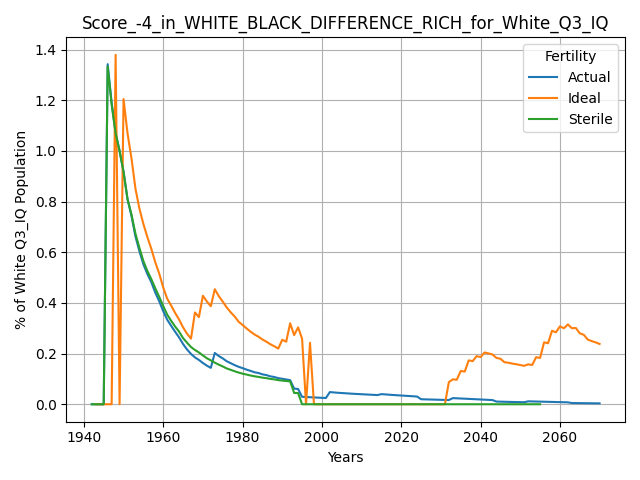 Score_-4_in_WHITE_BLACK_DIFFERENCE_RICH_for_White_Q3_IQ
% of White Q3_IQ Population
1.4
1.2
1.0
0.8
0.6
0.4
0.2
0.0
Fertility
Actual
Ideal
Sterile
1940
1960
1980
2000
2020
2040
2060
Years